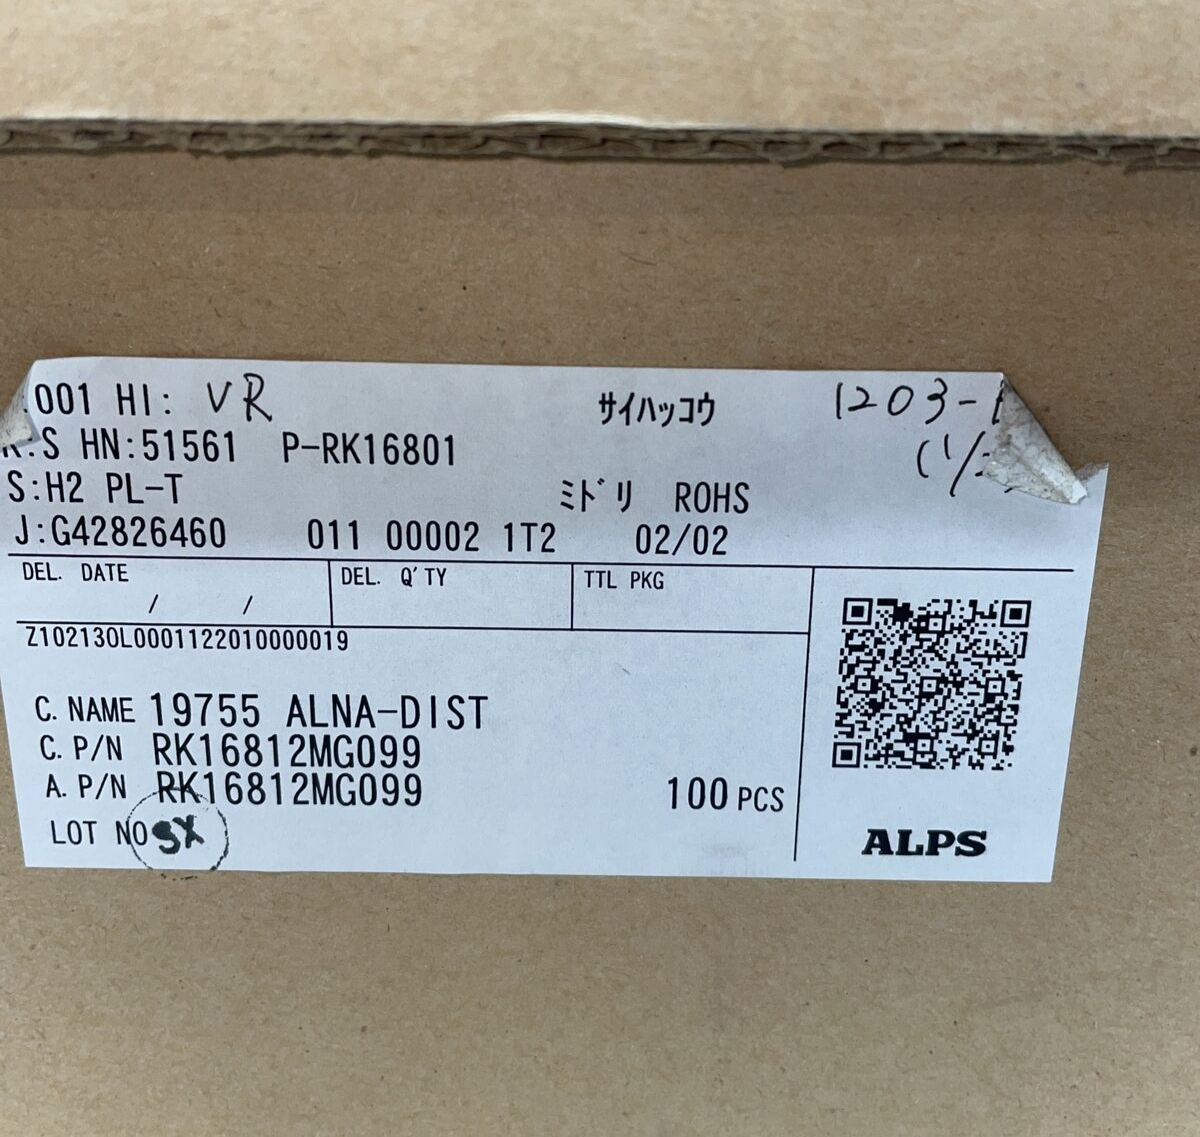 .001 HI: VR サイハッコウ 1203-
.S HN:51561 P-RK16801 (1/
S:H2 PL-T ミドリ ROHS
J:G42826460 011 00002 1T2 02/02
DEL. DATE DEL. Q'TY TTL PKG
/ /
Z102130L0001122010000019
C. NAME 19755 ALNA-DIST
C. P/N RK16812MG099
A. P/N RK16812MG099 100 PCS
LOT NO SX
ALPS